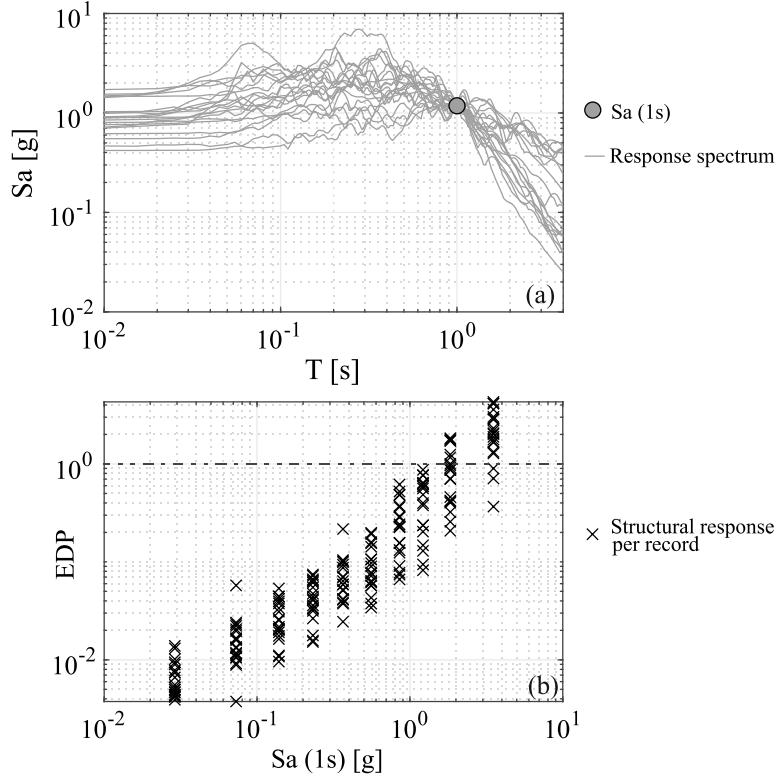 10^1
10^0
10^-1
10^-2
Sa [g]
(a)
10^-2
10^-1
10^0
T [s]
Sa (1s)
Response spectrum
10^0
10^-2
EDP
(b)
10^-2
10^-1
10^0
10^1
Sa (1s) [g]
Structural response
per record